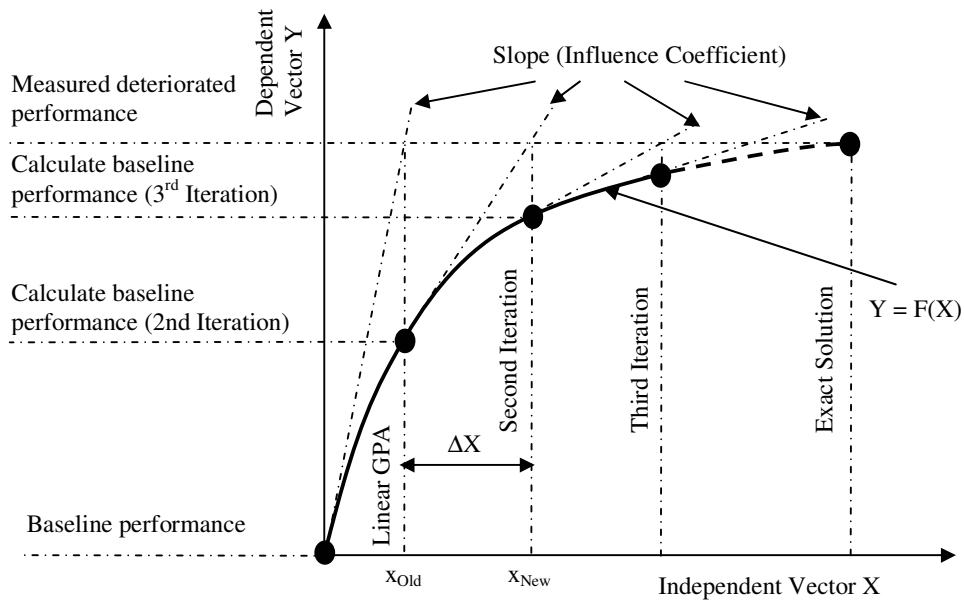 Dependent
Vector Y
Slope (Influence Coefficient)
Measured deteriorated
performance
Calculate baseline
performance (3rd Iteration)
Calculate baseline
performance (2nd Iteration)
Baseline performance
Linear GPA
Second Iteration
Third Iteration
Exact Solution
Y = F(X)
ΔX
xOld
xNew
Independent Vector X